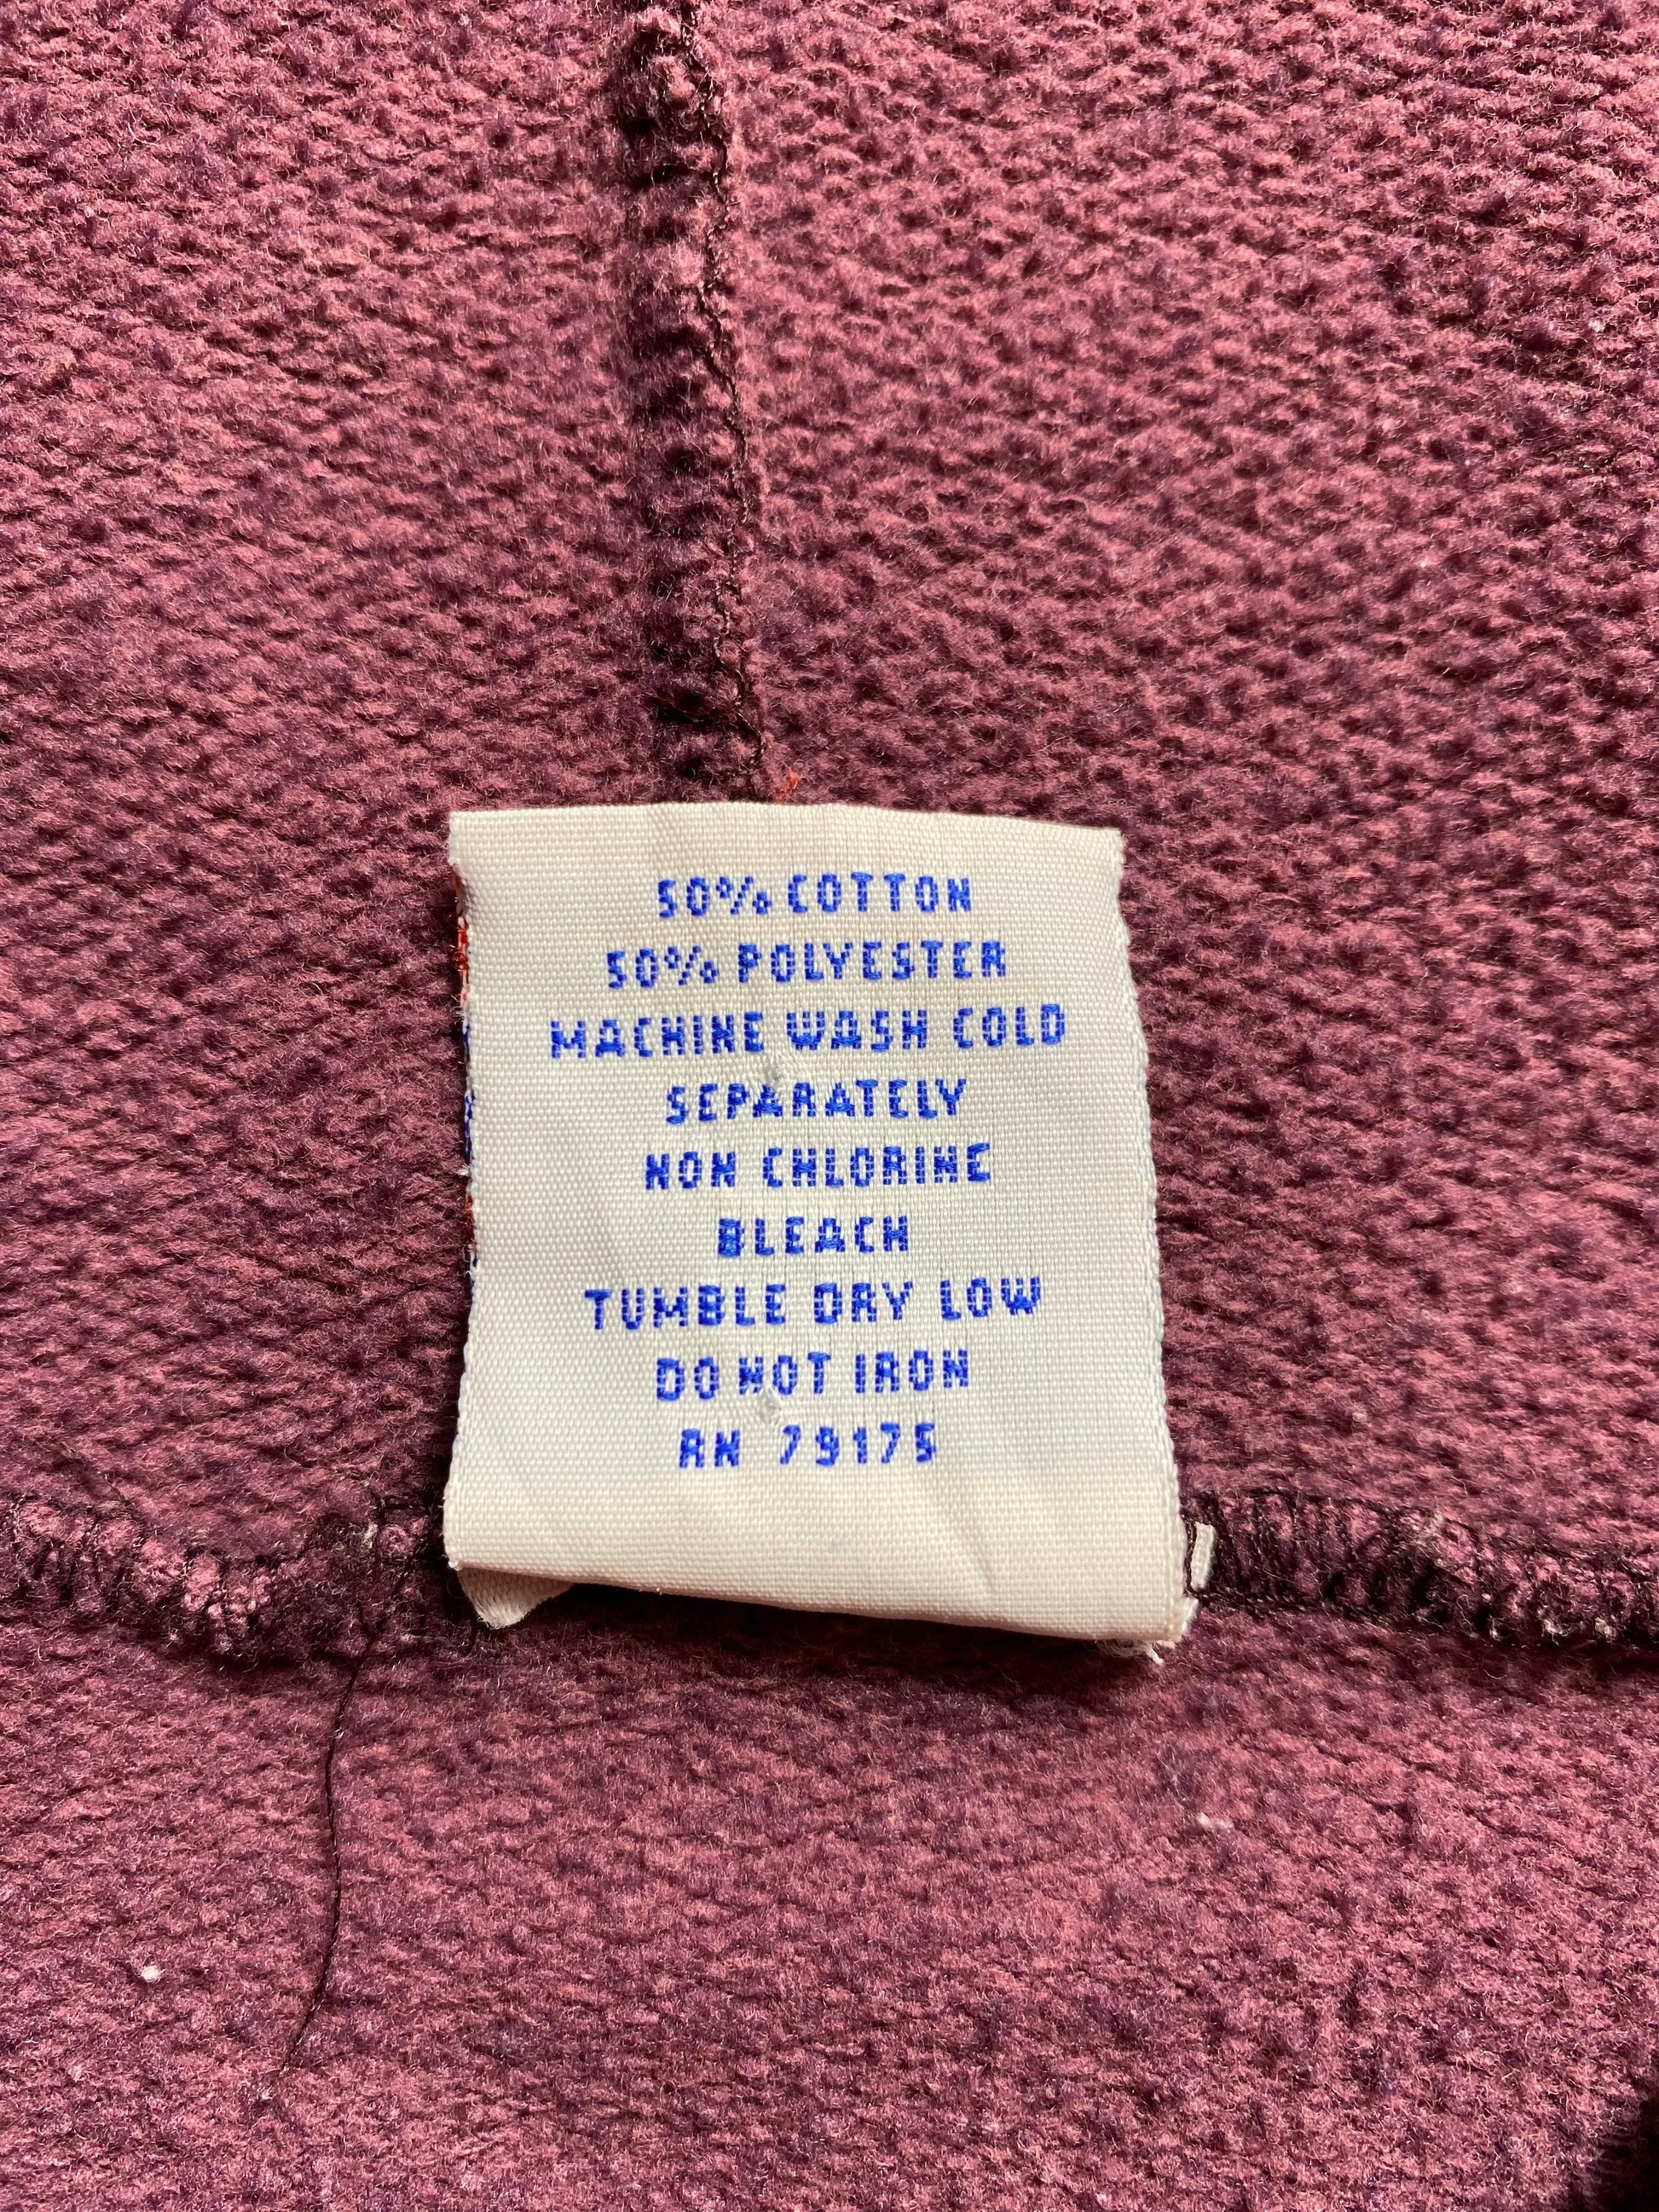 50% COTTON
50% POLYESTER
MACHINE WASH COLD
SEPARATELY
NON CHLORINE
BLEACH
TUMBLE DRY LOW
DO NOT IRON
RN 79175